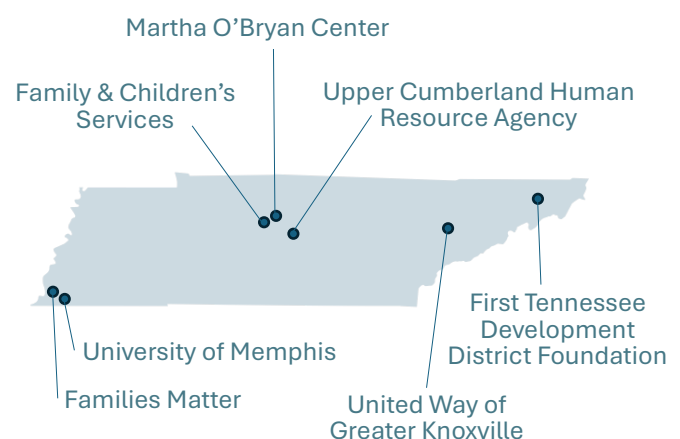 Martha O’Bryan Center
Family & Children’s
Services
Upper Cumberland Human
Resource Agency
First Tennessee
Development
District Foundation
University of Memphis
Families Matter
United Way of
Greater Knoxville